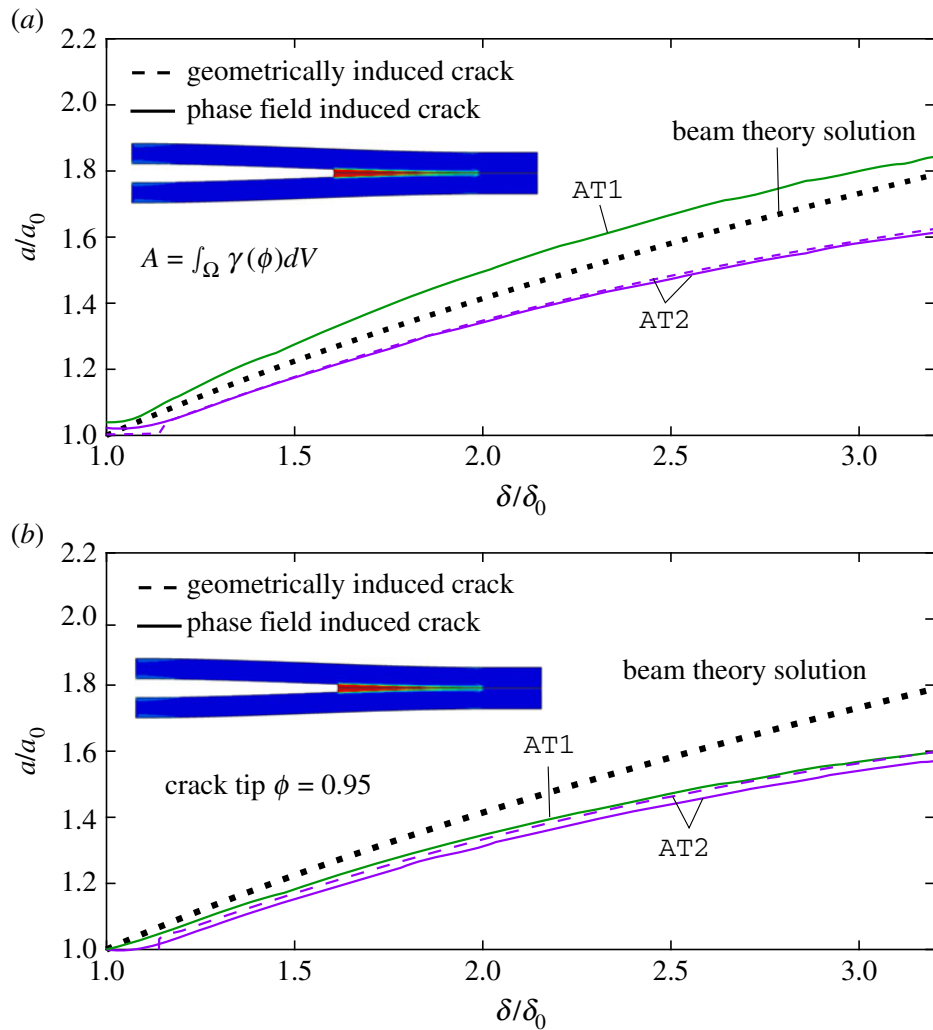 (a)
2.2
2.0
1.8
1.6
1.4
1.2
1.0
a/a₀
geometrically induced crack
phase field induced crack
beam theory solution
AT1
A = ∫Ω γ(ϕ)dV
AT2
1.0 1.5 2.0 2.5 3.0
δ/δ₀
(b)
2.2
2.0
1.8
1.6
1.4
1.2
1.0
a/a₀
geometrically induced crack
phase field induced crack
beam theory solution
AT1
crack tip ϕ = 0.95
AT2
1.0 1.5 2.0 2.5 3.0
δ/δ₀